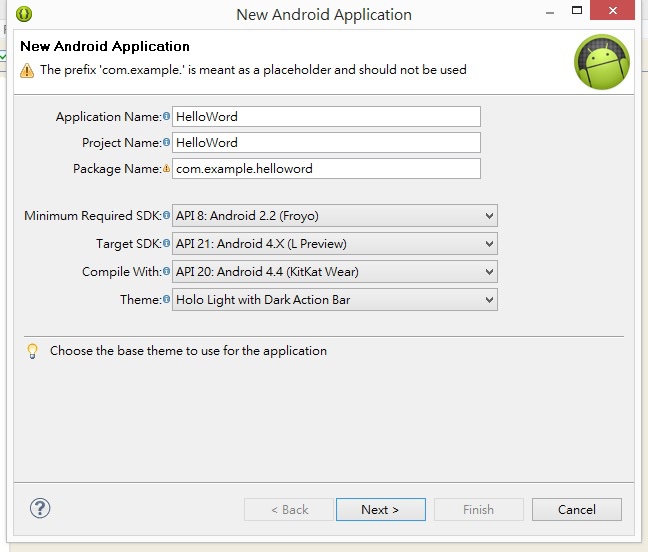 New Android Application
New Android Application
The prefix 'com.example.' is meant as a placeholder and should not be used
Application Name: HelloWord
Project Name: HelloWord
Package Name: com.example.helloword
Minimum Required SDK: API 8: Android 2.2 (Froyo)
Target SDK: API 21: Android 4.X (L Preview)
Compile With: API 20: Android 4.4 (KitKat Wear)
Theme: Holo Light with Dark Action Bar
Choose the base theme to use for the application
? < Back Next > Finish Cancel